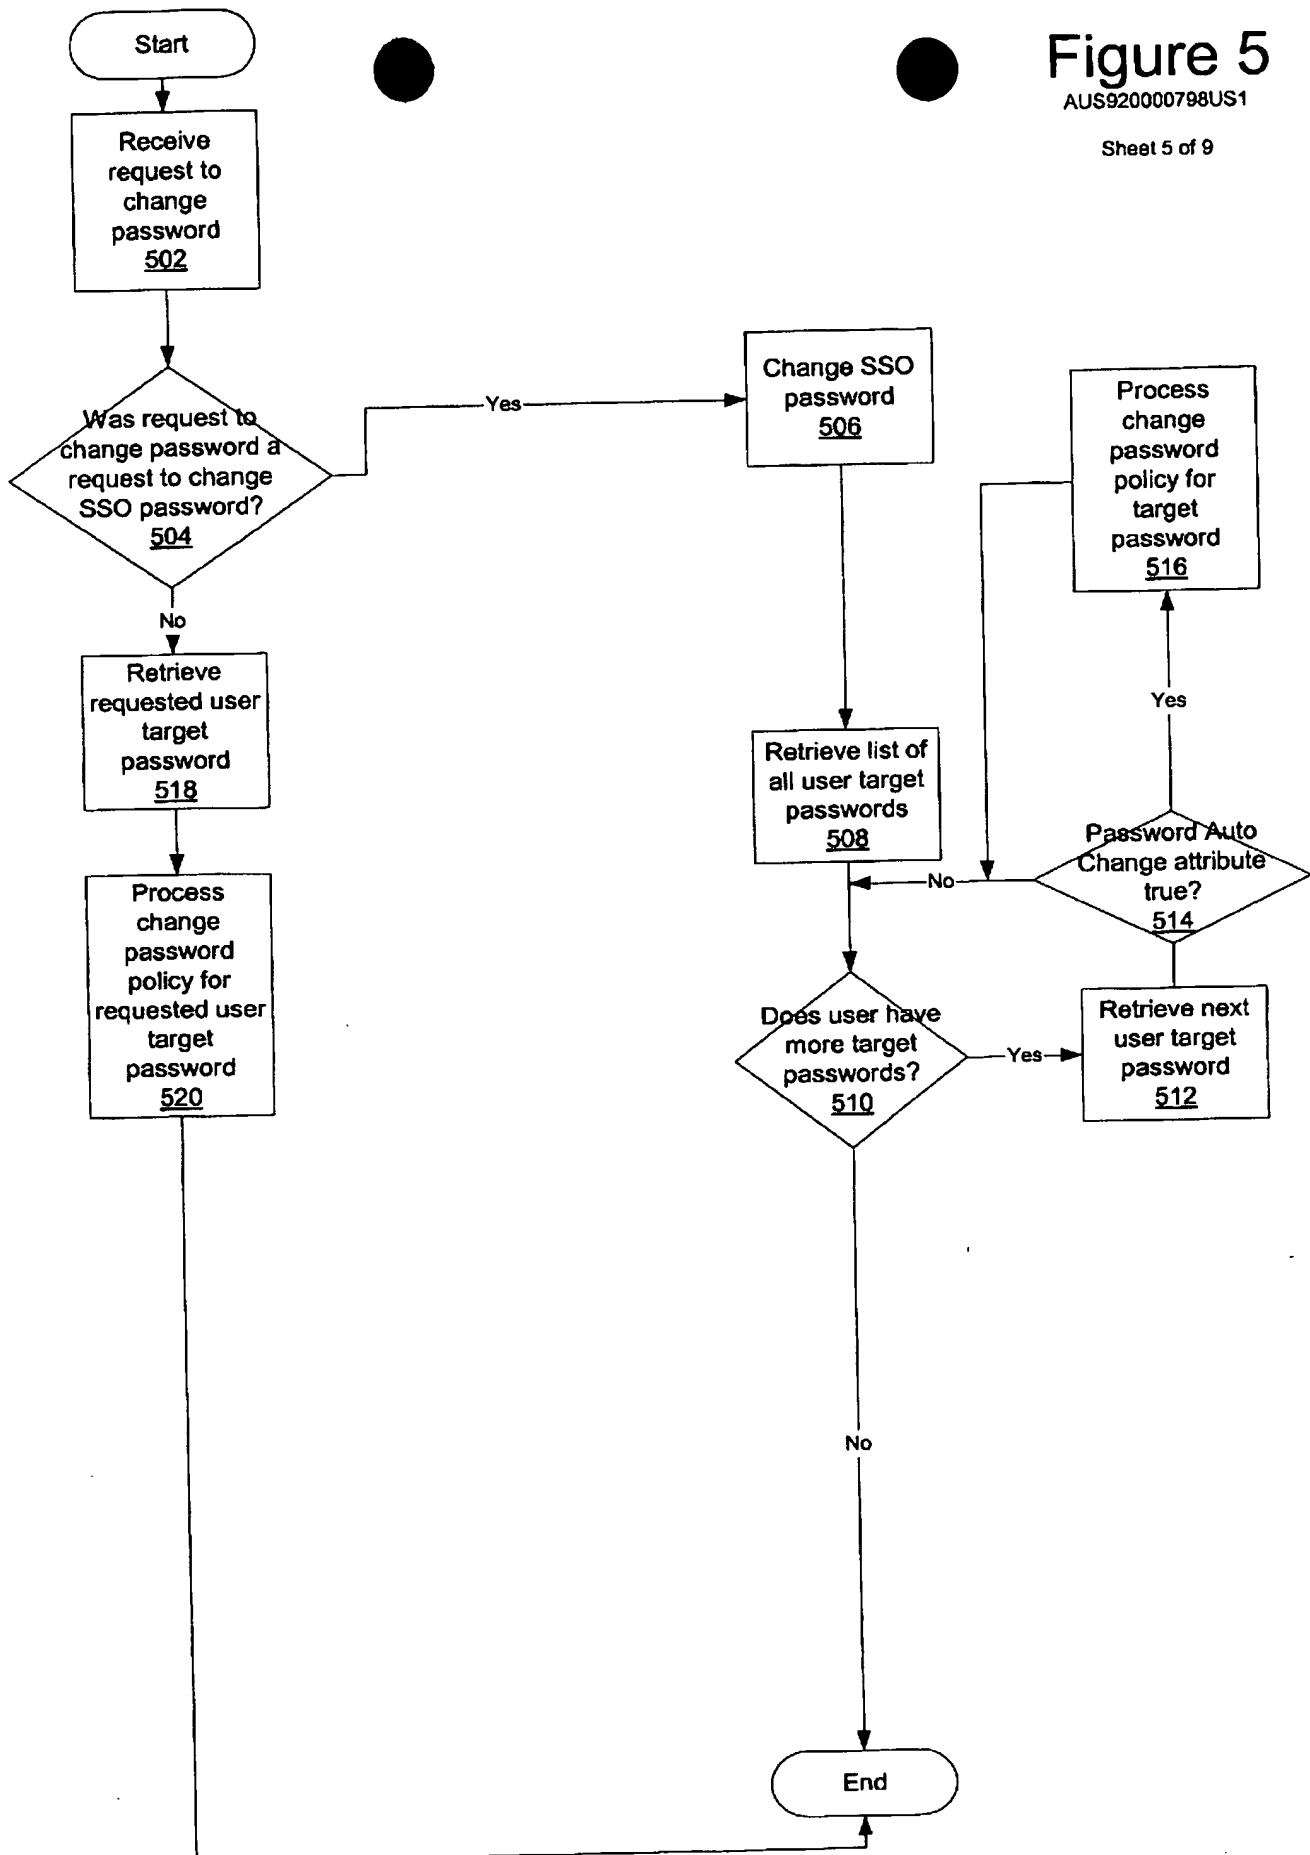 Start
Figure 5
AUS920000798US1
Sheet 5 of 9
Receive
request to
change
password
502
Was request to
change password a
request to change
SSO password?
504
Yes
Change SSO
password
506
Process
change
password
policy for
target
password
516
No
Retrieve
requested user
target
password
518
Yes
Retrieve list of
all user target
passwords
508
Password Auto
Change attribute
true?
514
No
Process
change
password
policy for
requested user
target
password
520
Does user have
more target
passwords?
510
Yes
Retrieve next
user target
password
512
No
End